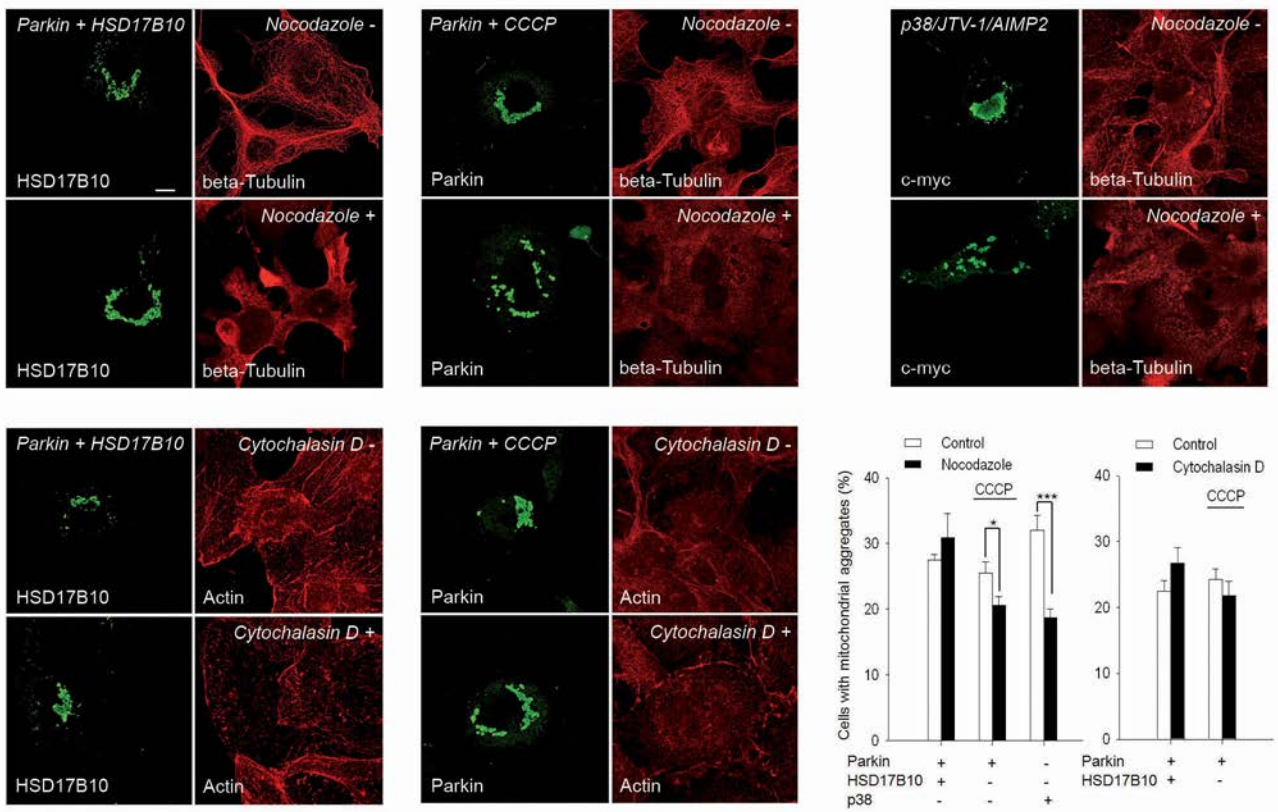 Parkin + HSD17B10
Nocodazole -
HSD17B10
beta-Tubulin
Nocodazole +
HSD17B10
beta-Tubulin
Parkin + CCCP
Nocodazole -
Parkin
beta-Tubulin
Nocodazole +
Parkin
beta-Tubulin
p38/JTV-1/AIMP2
Nocodazole -
c-myc
beta-Tubulin
Nocodazole +
c-myc
beta-Tubulin
Parkin + HSD17B10
Cytochalasin D -
HSD17B10
Actin
Cytochalasin D +
HSD17B10
Actin
Parkin + CCCP
Cytochalasin D -
Parkin
Actin
Cytochalasin D +
Parkin
Actin
Control
Nocodazole
CCCP
* ***
Cells with mitochondrial aggregates (%)
40
30
20
10
0
Parkin + + -
HSD17B10 + - -
p38 - - +
Control
Cytochalasin D
CCCP
40
30
20
10
0
Parkin + +
HSD17B10 + -